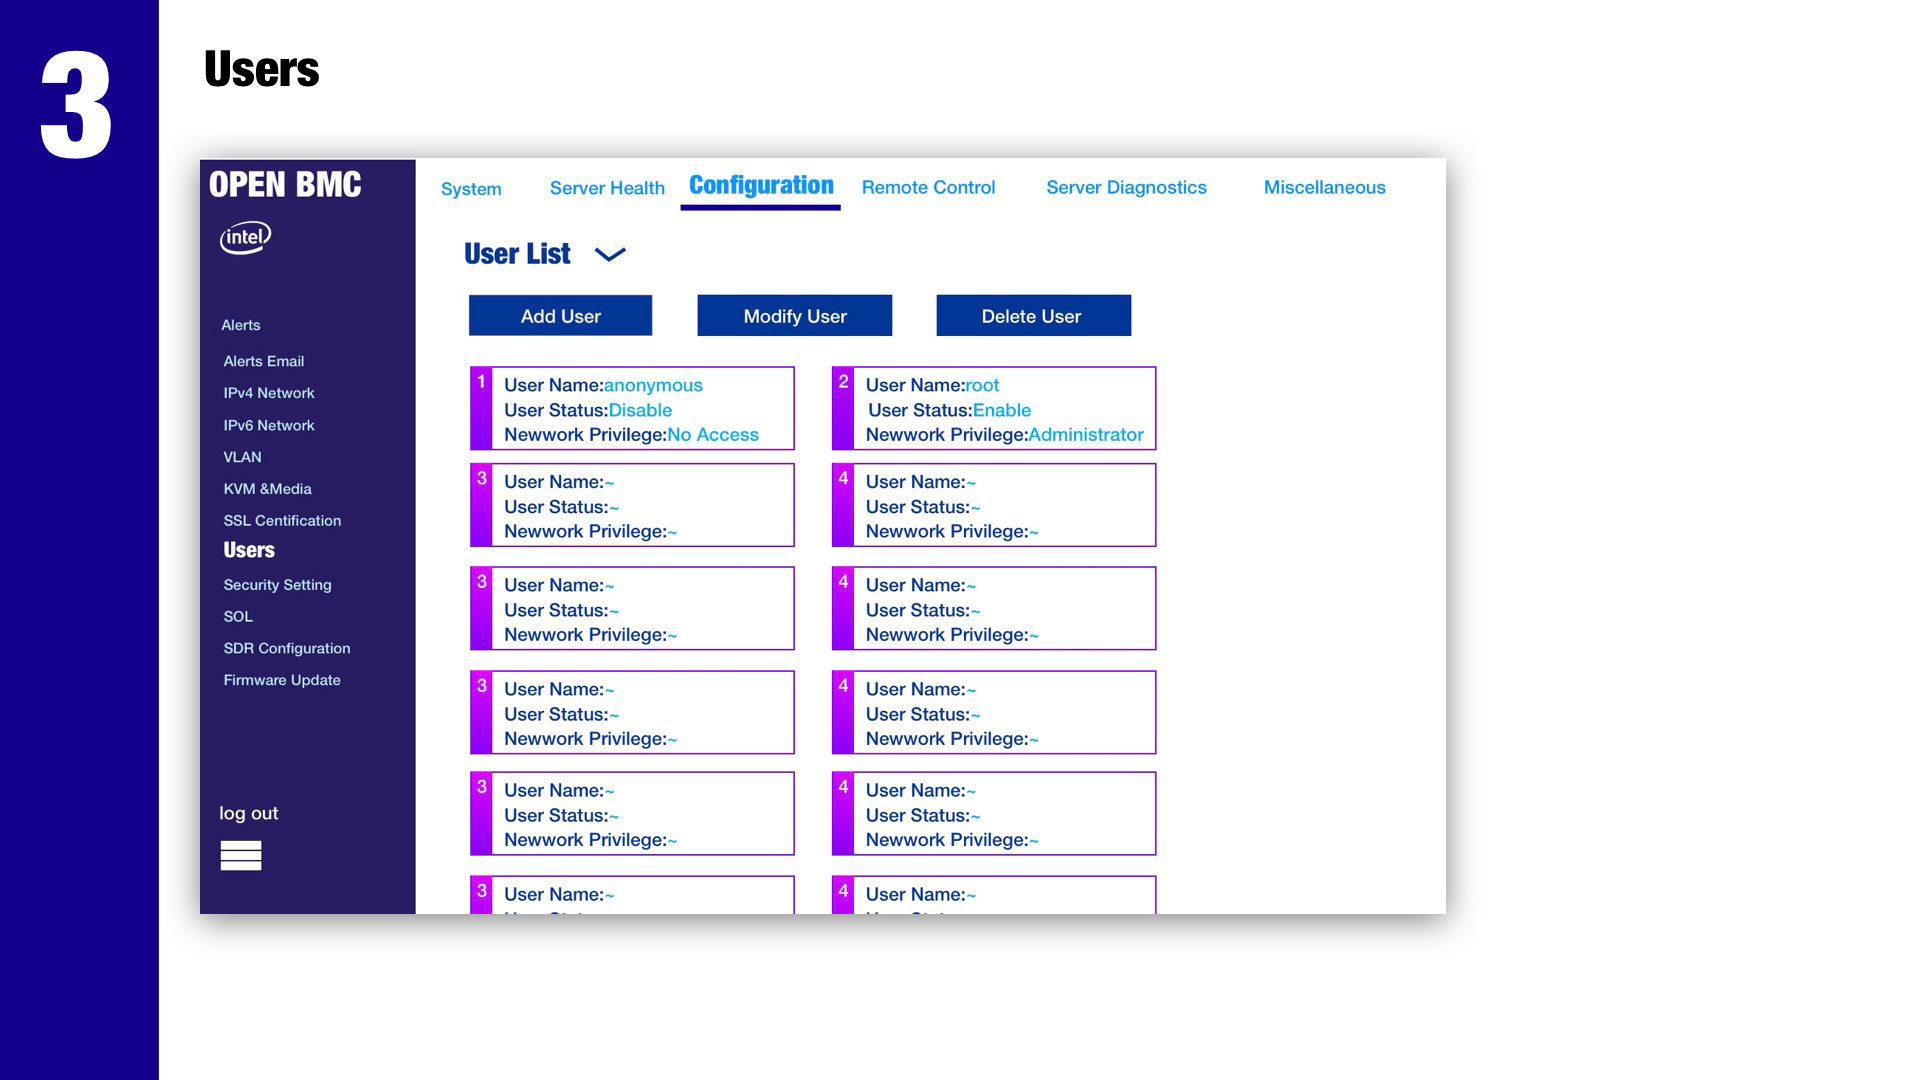 3
Users
OPEN BMC
intel
System
Server Health
Configuration
Remote Control
Server Diagnostics
Miscellaneous
Alerts
Alerts Email
IPv4 Network
IPv6 Network
VLAN
KVM &Media
SSL Centification
Users
Security Setting
SOL
SDR Configuration
Firmware Update
log out
User List
Add User
Modify User
Delete User
1
User Name:anonymous
User Status:Disable
Newwork Privilege:No Access
2
User Name:root
User Status:Enable
Newwork Privilege:Administrator
3
User Name:~
User Status:~
Newwork Privilege:~
4
User Name:~
User Status:~
Newwork Privilege:~
3
User Name:~
User Status:~
Newwork Privilege:~
4
User Name:~
User Status:~
Newwork Privilege:~
3
User Name:~
User Status:~
Newwork Privilege:~
4
User Name:~
User Status:~
Newwork Privilege:~
3
User Name:~
User Status:~
Newwork Privilege:~
4
User Name:~
User Status:~
Newwork Privilege:~
3
User Name:~
4
User Name:~